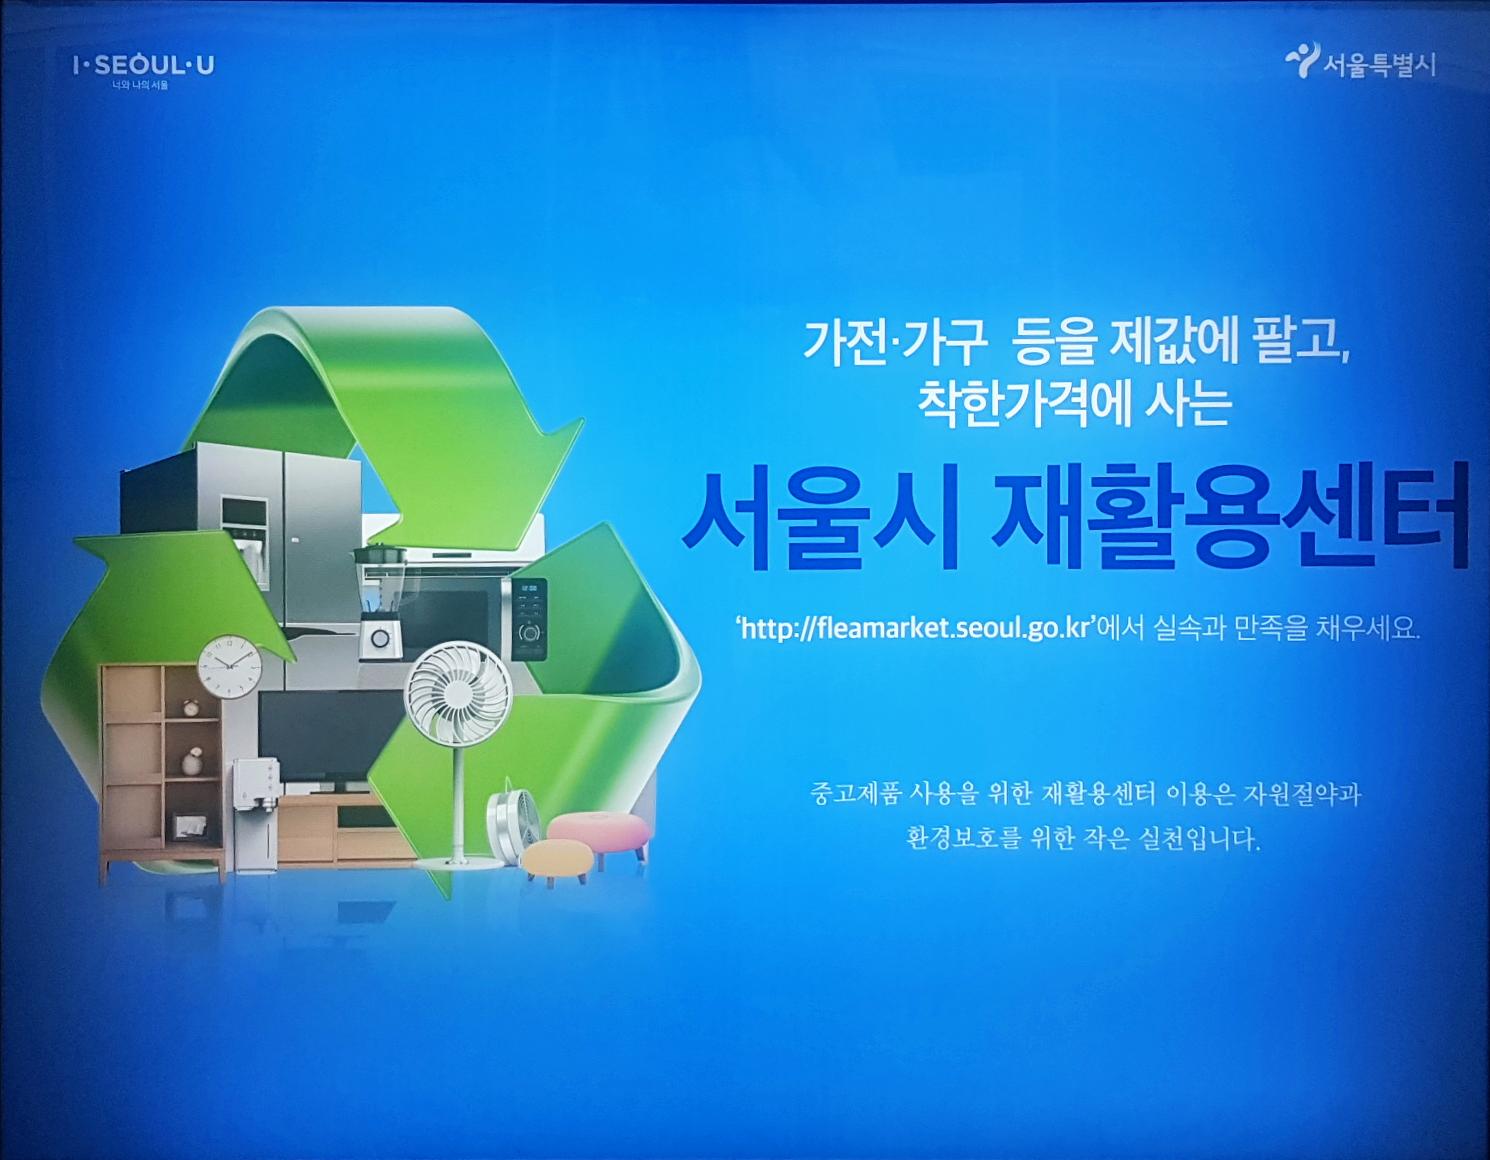 I·SEOUL·U
너와 나의 서울
서울특별시
가전·가구 등을 제값에 팔고,
착한가격에 사는
서울시 재활용센터
‘http://fleamarket.seoul.go.kr’에서 실속과 만족을 채우세요.
중고제품 사용을 위한 재활용센터 이용은 자원절약과
환경보호를 위한 작은 실천입니다.